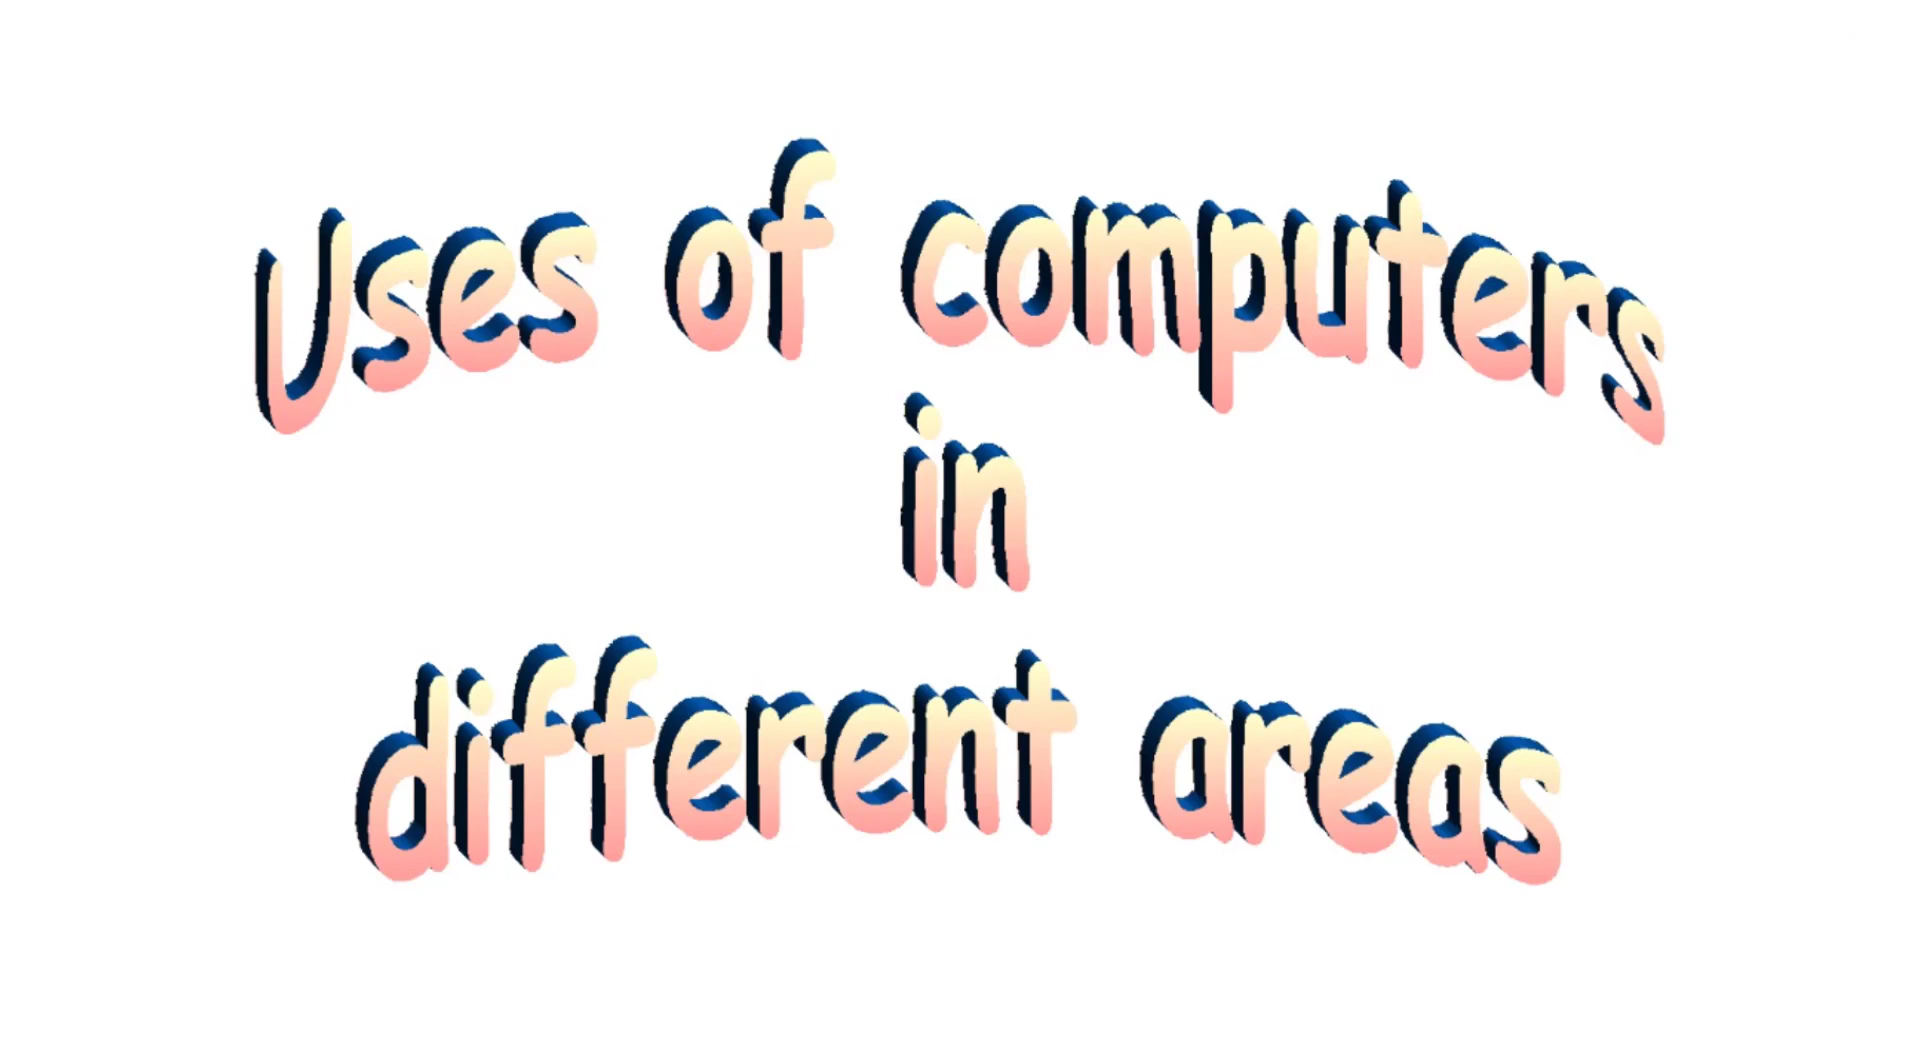 Uses of computers
in
different areas